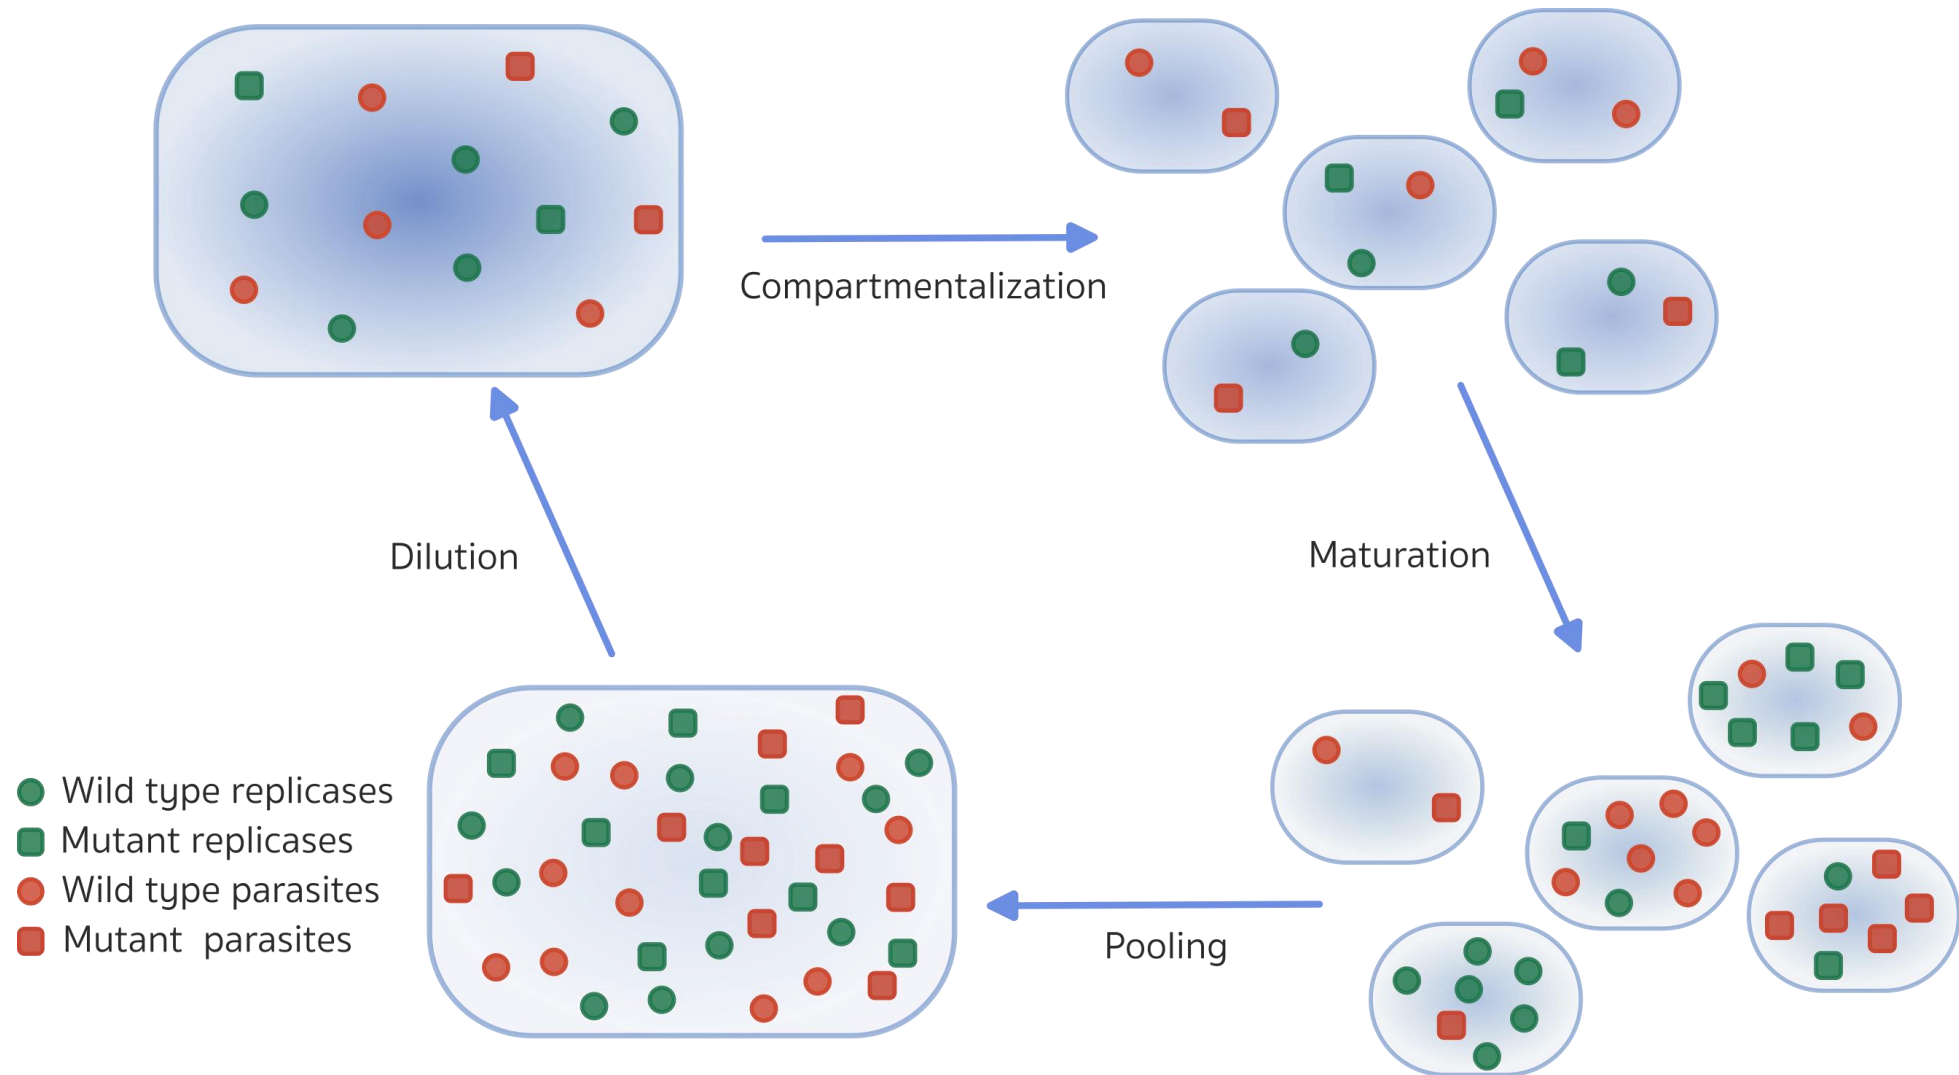 Compartmentalization
Dilution
Maturation
Wild type replicases
Mutant replicases
Wild type parasites
Mutant parasites
Pooling